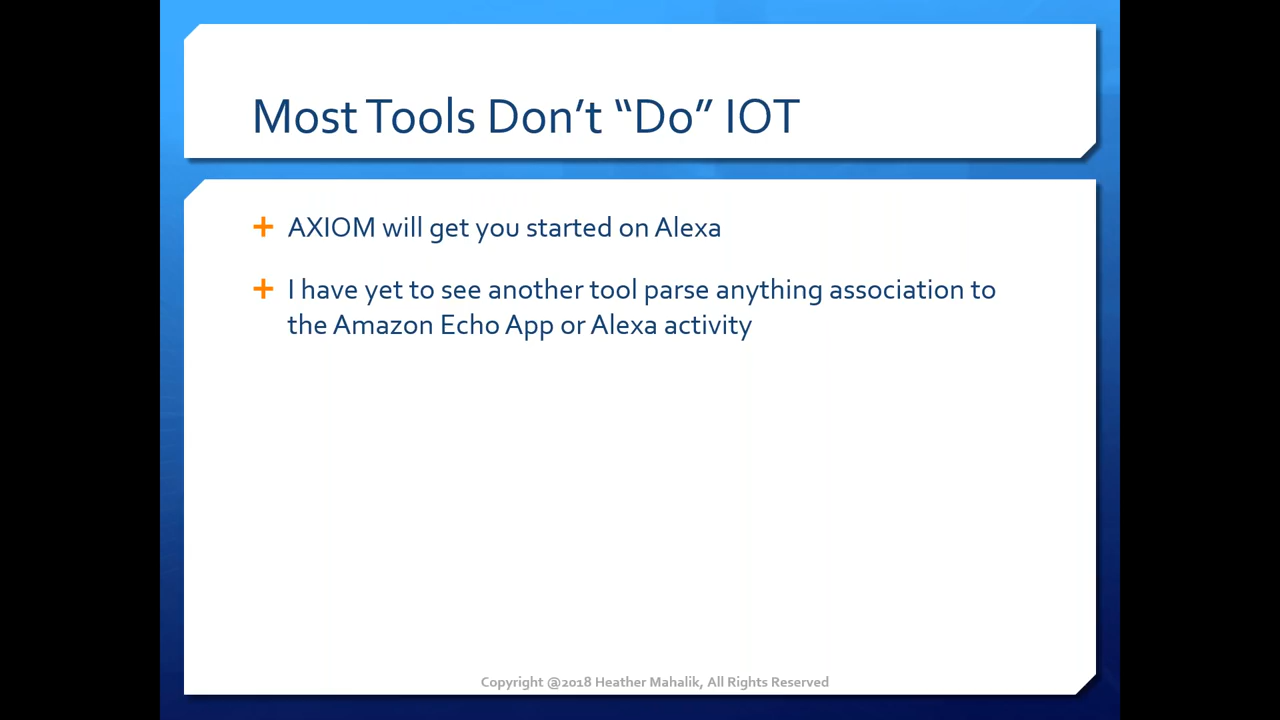 Most Tools Don’t “Do” IOT
AXIOM will get you started on Alexa
I have yet to see another tool parse anything association to
the Amazon Echo App or Alexa activity
Copyright @2018 Heather Mahalik, All Rights Reserved